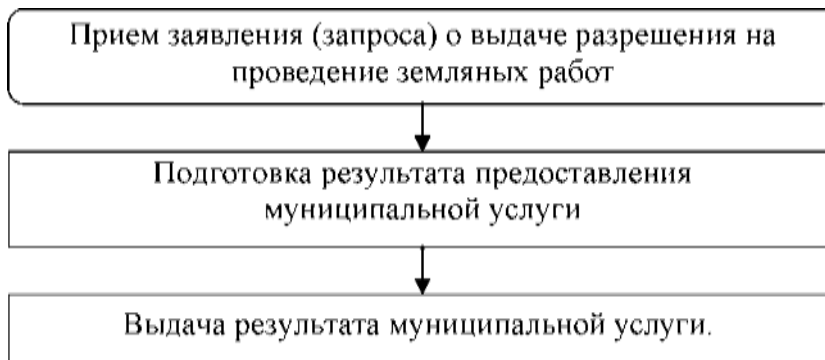 Прием заявления (запроса) о выдаче разрешения на
проведение земляных работ
Подготовка результата предоставления
муниципальной услуги
Выдача результата муниципальной услуги.